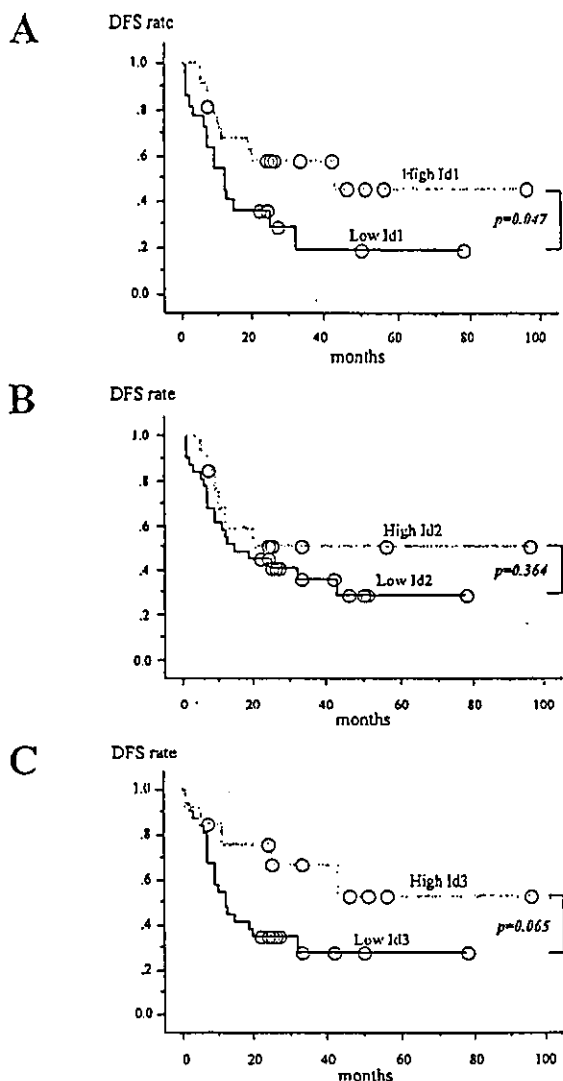 A
DFS rate
1.0
.8
.6
.4
.2
0.0
High Id1
Low Id1
p=0.047
0 20 40 60 80 100
months
B
DFS rate
1.0
.8
.6
.4
.2
0.0
High Id2
Low Id2
p=0.364
0 20 40 60 80 100
months
C
DFS rate
1.0
.8
.6
.4
.2
0.0
High Id3
Low Id3
p=0.065
0 20 40 60 80 100
months